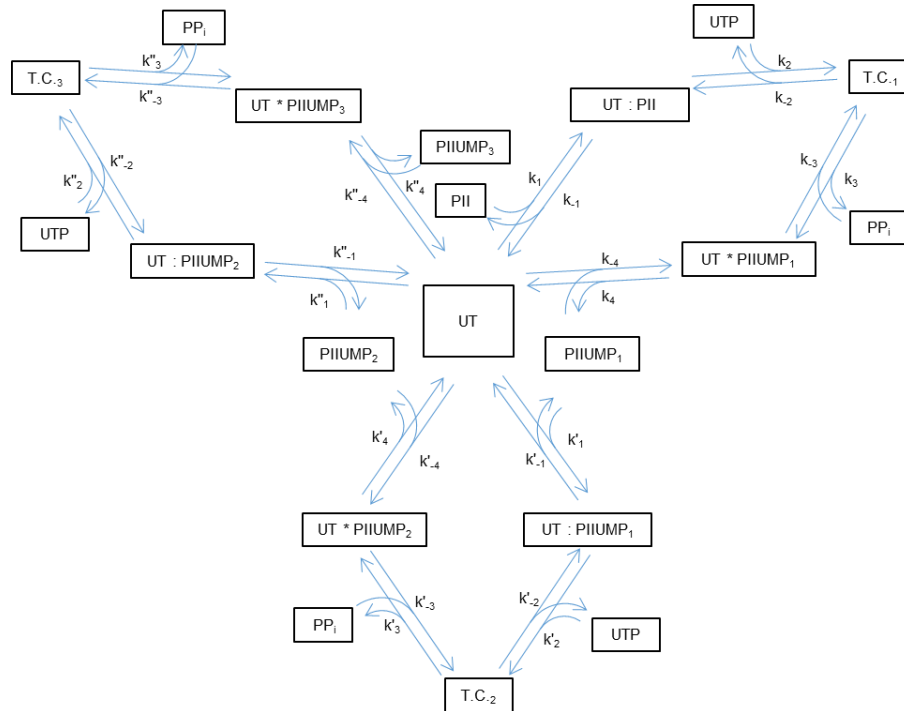 PPi
UTP
k"3
k2
T.C-3
T.C-1
k"-3
k-2
UT * PIIUMP3
UT : PII
k"-2
PIIUMP3
k-3
k"2
k"4
k1
k3
k"-4
PII
k-1
UTP
PPi
UT : PIIUMP2
k"-1
k-4
UT * PIIUMP1
k"1
k4
UT
PIIUMP2
PIIUMP1
k'4
k'1
k'-4
k'-1
UT * PIIUMP2
UT : PIIUMP1
k'-3
k'-2
PPi
k'3
k'2
UTP
T.C-2